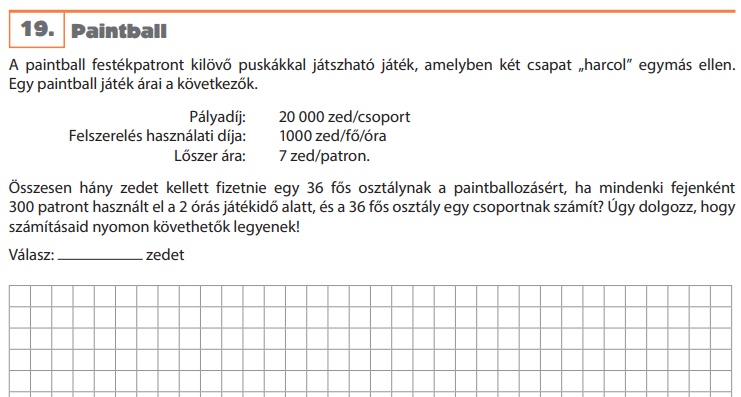 19. Paintball
A paintball festékpatront kilövő puskákkal játszható játék, amelyben két csapat „harcol” egymás ellen.
Egy paintball játék árai a következők.
Pályadíj: 20 000 zed/csoport
Felszerelés használati díja: 1000 zed/fő/óra
Lőszer ára: 7 zed/patron.
Összesen hány zedet kellett fizetnie egy 36 fős osztálynak a paintballozásért, ha mindenki fejenként
300 patront használt el a 2 órás játékidő alatt, és a 36 fős osztály egy csoportnak számít? Úgy dolgozz, hogy
számításaid nyomon követhetők legyenek!
Válasz: __________ zedet